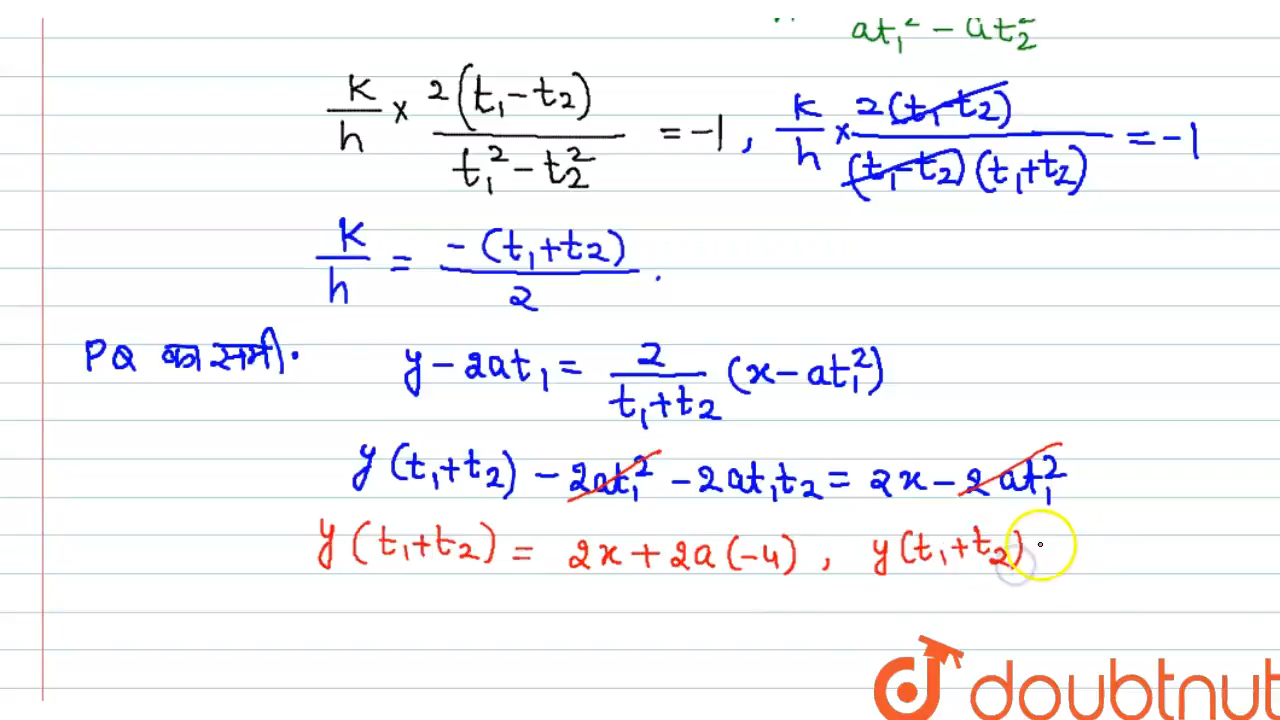 at₁² − at₂²
k/h × 2(t₁−t₂)/(t₁²−t₂²) = −1, k/h × 2(t₁−t₂)/((t₁−t₂)(t₁+t₂)) = −1
k/h = −(t₁+t₂)/2 .
PQ का समी. y − 2at₁ = 2/(t₁+t₂) (x − at₁²)
y(t₁+t₂) − 2at₁² − 2at₁t₂ = 2x − 2at₁²
y(t₁+t₂) = 2x + 2a(−4), y(t₁+t₂)
doubtnut